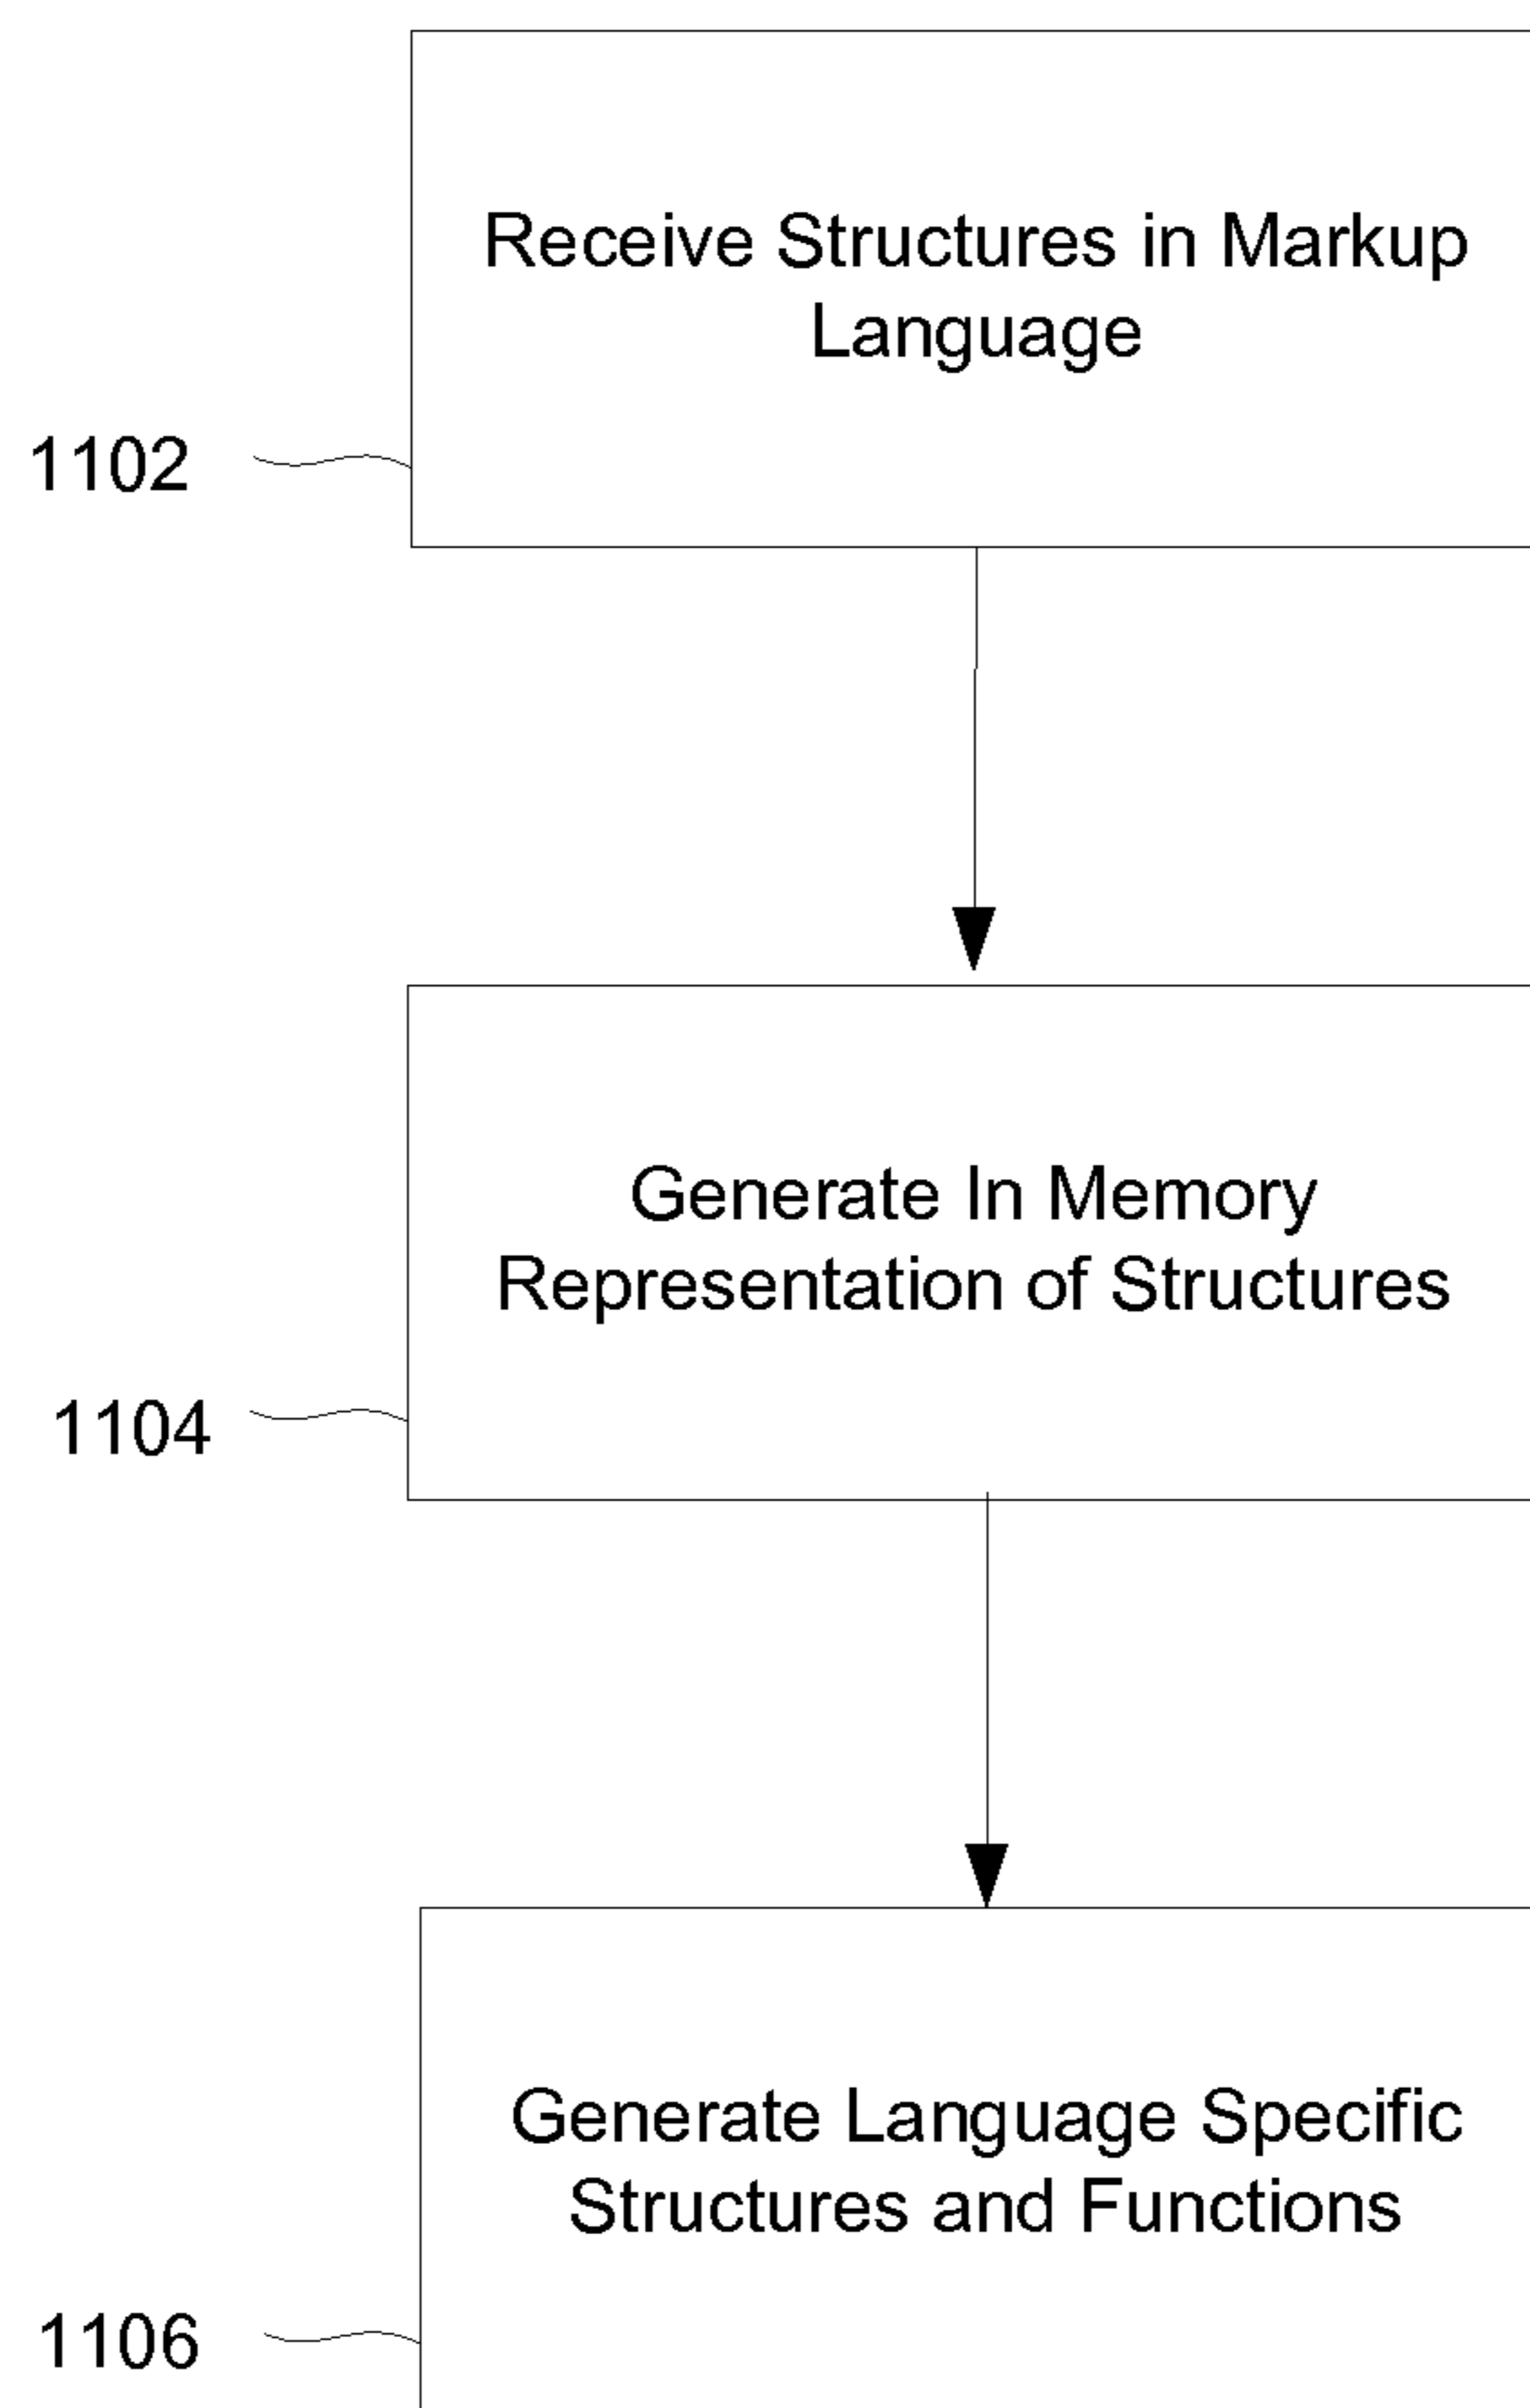 Receive Structures in Markup
Language
1102
Generate In Memory
Representation of Structures
1104
Generate Language Specific
Structures and Functions
1106